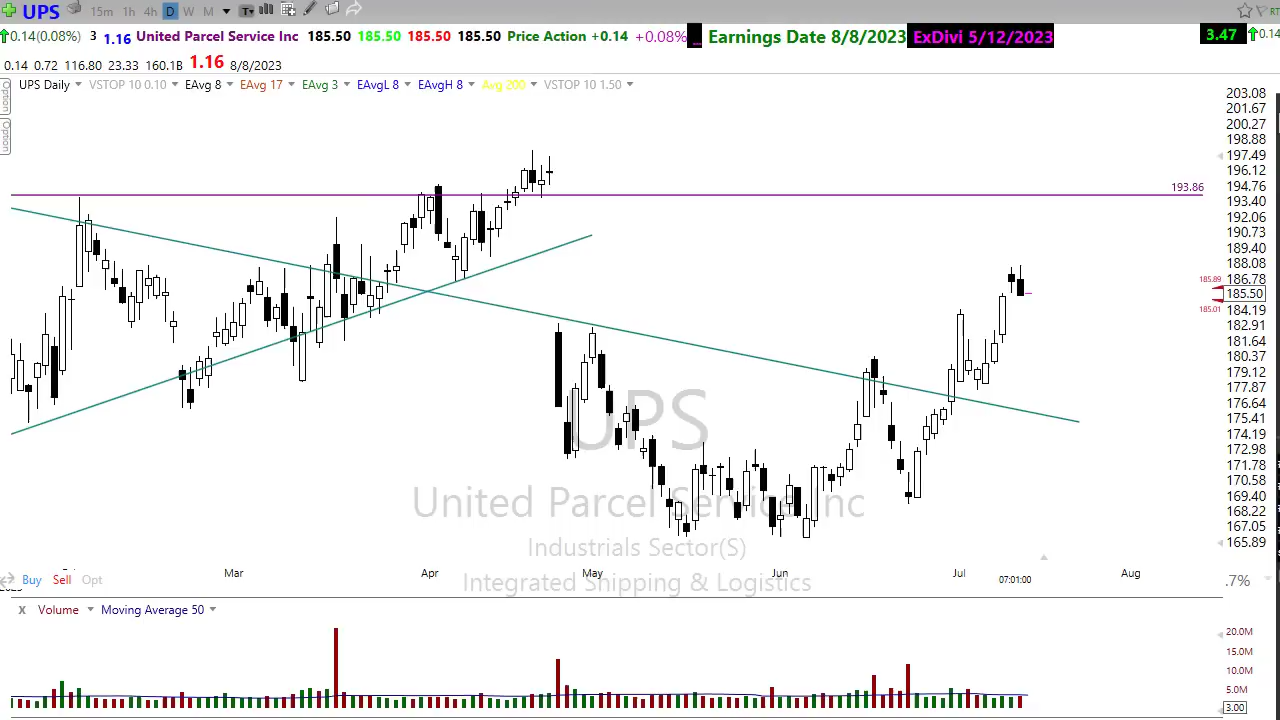 UPS 15m 1h 4h D W M T
0.14(0.08%) 3 1.16 United Parcel Service Inc 185.50 185.50 185.50 185.50 Price Action +0.14 +0.08% Earnings Date 8/8/2023 ExDivi 5/12/2023 3.47 0.14
0.14 0.72 116.80 23.33 160.1B 1.16 8/8/2023
UPS Daily VSTOP 10 0.10 EAvg 8 EAvg 17 EAvg 3 EAvgL 8 EAvgH 8 Avg 200 VSTOP 10 1.50
Option
Option
203.08
201.67
200.27
198.88
197.49
196.12
194.76
193.86
193.40
192.06
190.73
189.40
188.08
186.78
185.89
185.50
185.01
184.19
182.91
181.64
180.37
179.12
177.87
176.64
175.41
174.19
172.98
171.78
170.58
169.40
168.22
167.05
165.89
UPS
United Parcel Service Inc
Industrials Sector(S)
Integrated Shipping & Logistics
Mar Apr May Jun Jul Aug
07:01:00
Buy Sell Opt
.7%
X Volume Moving Average 50
20.0M
15.0M
10.0M
5.0M
3.00